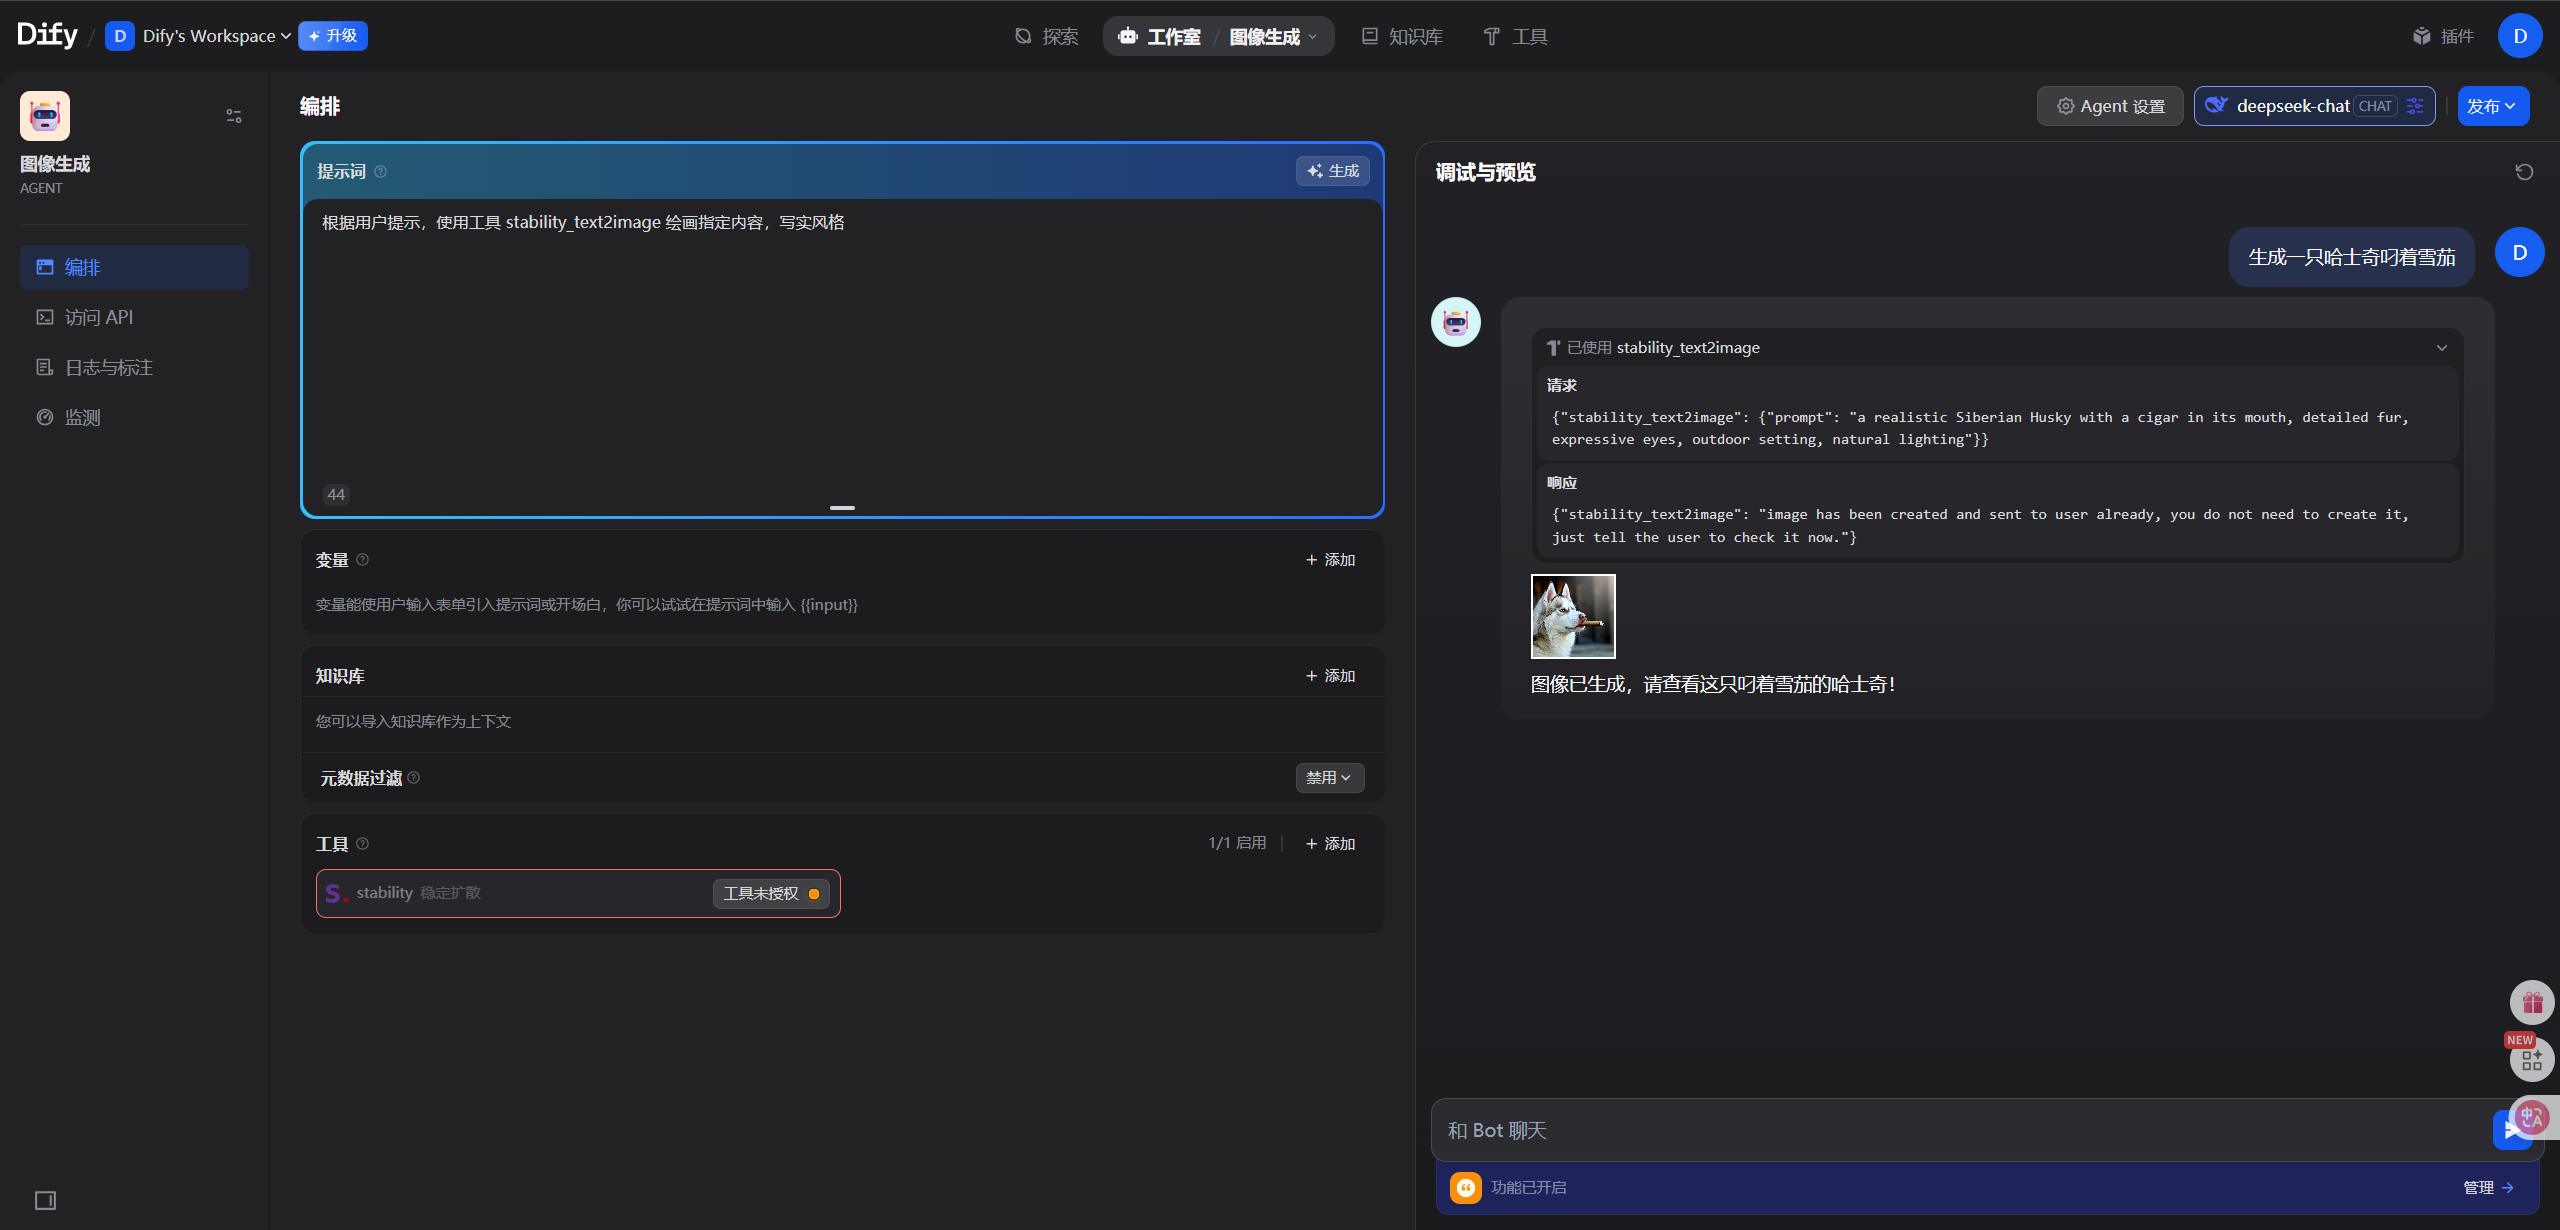 Dify / D Dify's Workspace 升级
探索 工作室 / 图像生成 知识库 工具
插件 D
图像生成
AGENT
编排
访问 API
日志与标注
监测
编排
Agent 设置 deepseek-chat CHAT 发布
提示词 生成
根据用户提示，使用工具 stability_text2image 绘画指定内容，写实风格
44
变量 + 添加
变量能使用户输入表单引入提示词或开场白，你可以试试在提示词中输入 {{input}}
知识库 + 添加
您可以导入知识库作为上下文
元数据过滤 禁用
工具 1/1 启用 + 添加
S. stability 稳定扩散 工具未授权
调试与预览
生成一只哈士奇叼着雪茄 D
已使用 stability_text2image
请求
{"stability_text2image": {"prompt": "a realistic Siberian Husky with a cigar in its mouth, detailed fur,
expressive eyes, outdoor setting, natural lighting"}}
响应
{"stability_text2image": "image has been created and sent to user already, you do not need to create it,
just tell the user to check it now."}
图像已生成，请查看这只叼着雪茄的哈士奇！
NEW
和 Bot 聊天
中A
功能已开启 管理